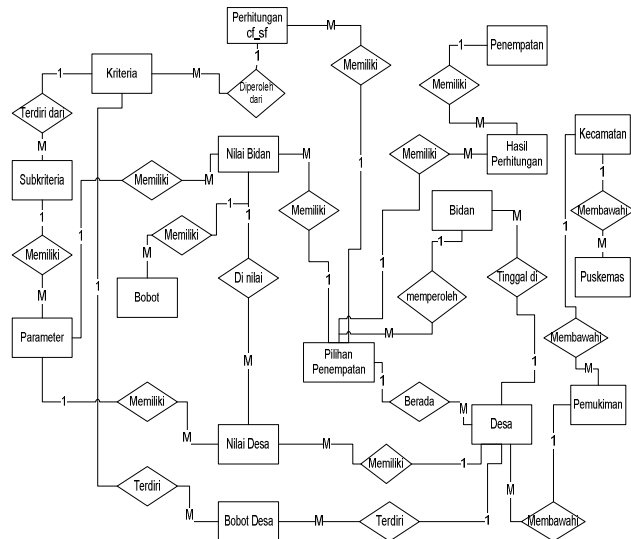 Perhitungan
cf_sf
M
M
1
1
Penempatan
Kriteria
M
Diperoleh
dari
Memiliki
1
Memiliki
Terdiri dari
1
M
M
Subkriteria
Nilai Bidan
M
Memiliki
M
Hasil
Perhitungan
Kecamatan
1
1
Memiliki
M
Memiliki
M
Memiliki
Bidan
M
Membawahi
M
Puskemas
Memiliki
1
1
M
Bobot
Di nilai
1
1
memperoleh
Tinggal di
M
M
Parameter
1
1
M
Pilihan
Penempatan
1
1
Membawahi
M
Pemukiman
1
Memiliki
M
M
Berada
M
Desa
Nilai Desa
M
Memiliki
1
1
Terdiri
M
Bobot Desa
M
Terdiri
1
M
Membawahi
1